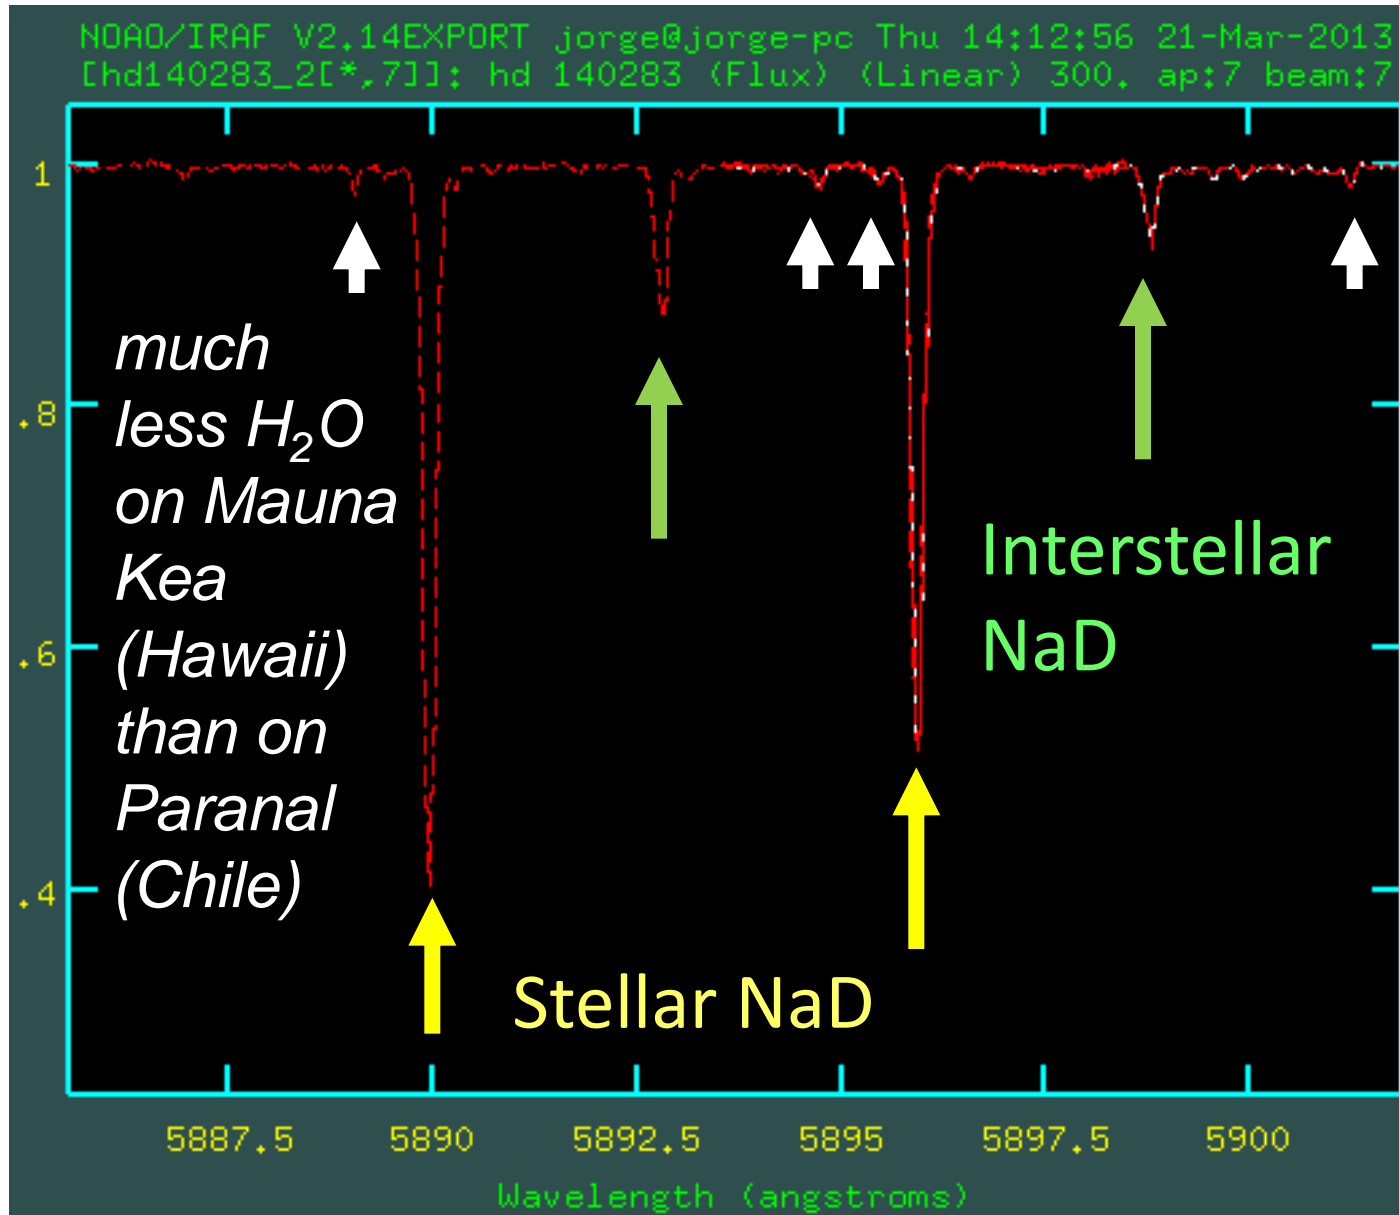 NOAO/IRAF V2.14EXPORT jorge@jorge-pc Thu 14:12:56 21-Mar-2013
[hd140283_2[*,7]]: hd 140283 (Flux) (Linear) 300. ap:7 beam:7
1
.8
.6
.4
much
less H₂O
on Mauna
Kea
(Hawaii)
than on
Paranal
(Chile)
Interstellar
NaD
Stellar NaD
5887.5 5890 5892.5 5895 5897.5 5900
Wavelength (angstroms)